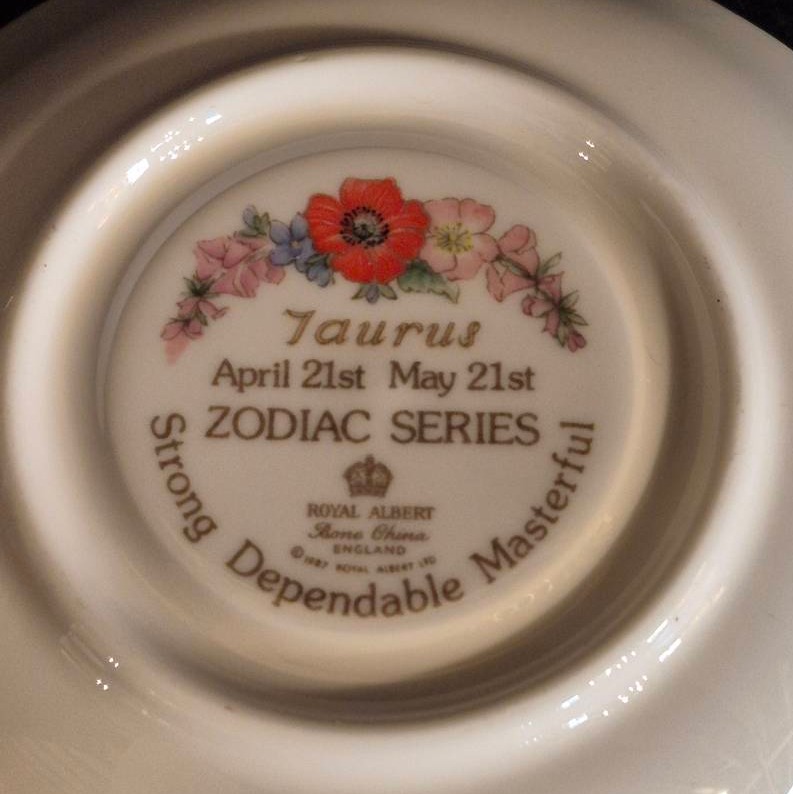 Taurus
April 21st May 21st
ZODIAC SERIES
ROYAL ALBERT
Bone China
ENGLAND
© 1987 ROYAL ALBERT LTD
Strong Dependable Masterful